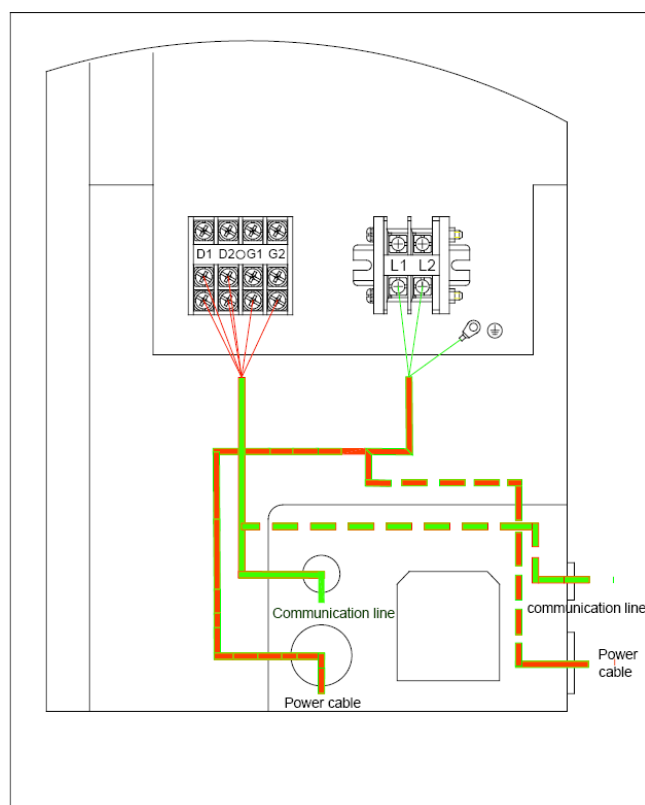 D1 D2 G1 G2
L1 L2
Communication line
communication line
Power cable
Power
cable